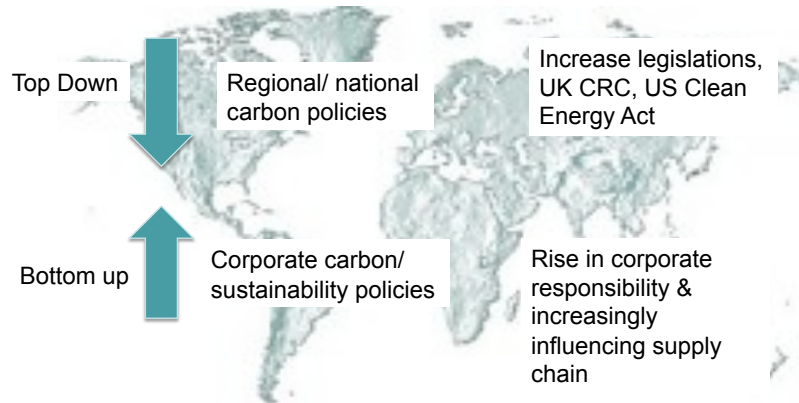 Top Down
Regional/ national
carbon policies
Increase legislations,
UK CRC, US Clean
Energy Act
Bottom up
Corporate carbon/
sustainability policies
Rise in corporate
responsibility &
increasingly
influencing supply
chain